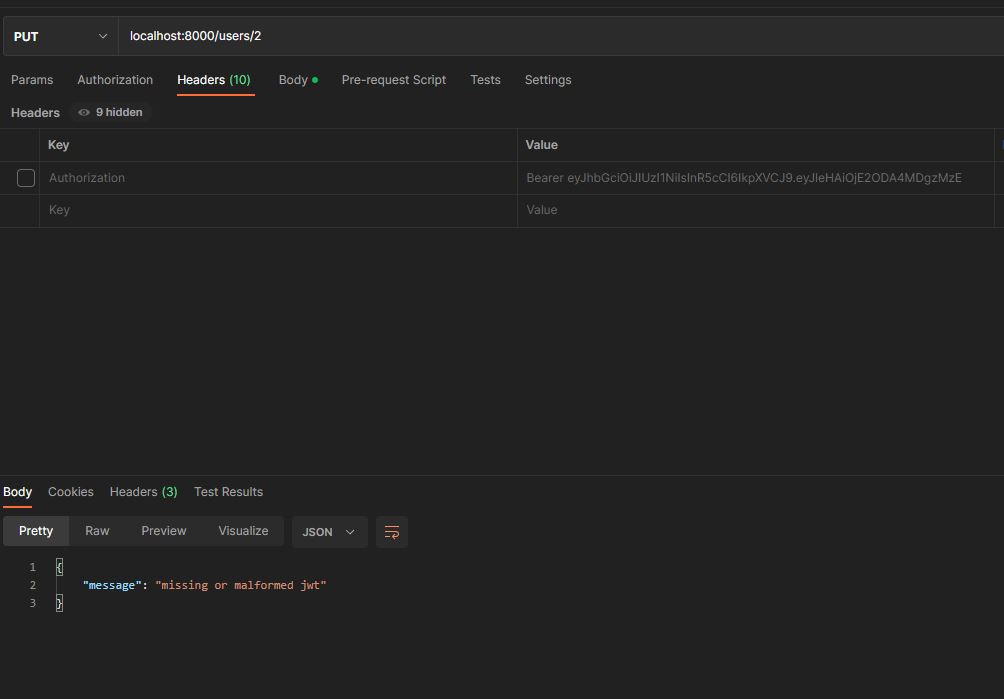 PUT localhost:8000/users/2
Params Authorization Headers (10) Body Pre-request Script Tests Settings
Headers 9 hidden
Key Value
Authorization Bearer eyJhbGciOiJIUzI1NiIsInR5cCI6IkpXVCJ9.eyJleHAiOjE2ODA4MDgzMzE
Key Value
Body Cookies Headers (3) Test Results
Pretty Raw Preview Visualize JSON
1 {
2 "message": "missing or malformed jwt"
3 }